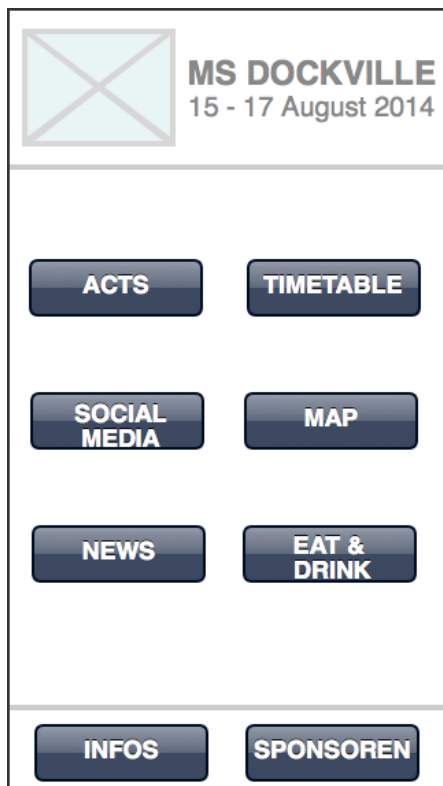 MS DOCKVILLE
15 - 17 August 2014
ACTS
TIMETABLE
SOCIAL
MEDIA
MAP
NEWS
EAT &
DRINK
INFOS
SPONSOREN